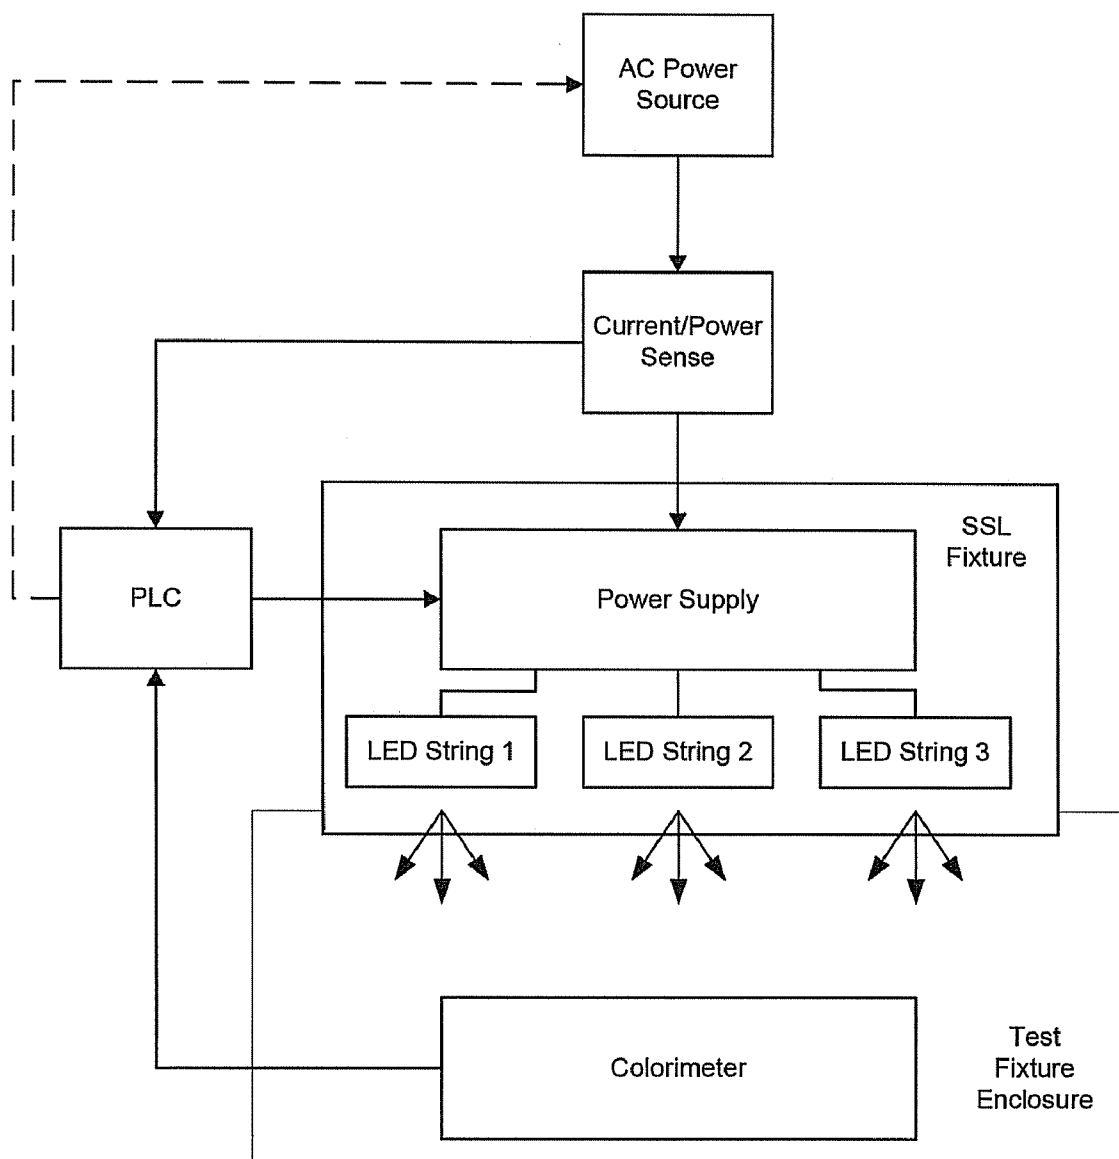 AC Power
Source
Current/Power
Sense
SSL
Fixture
PLC
Power Supply
LED String 1
LED String 2
LED String 3
Colorimeter
Test
Fixture
Enclosure